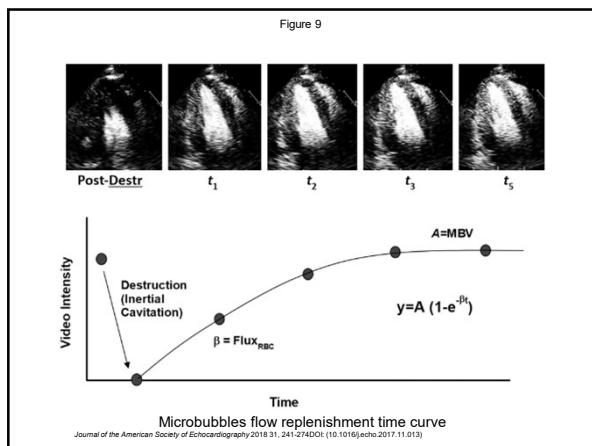 Figure 9
Post-Destr t₁ t₂ t₃ t₅
A=MBV
Destruction
(Inertial
Cavitation)
y=A (1-e^-βt)
β = Flux_RBC
Video Intensity
Time
Microbubbles flow replenishment time curve
Journal of the American Society of Echocardiography 2018 31, 241-274DOI: (10.1016/j.echo.2017.11.013)